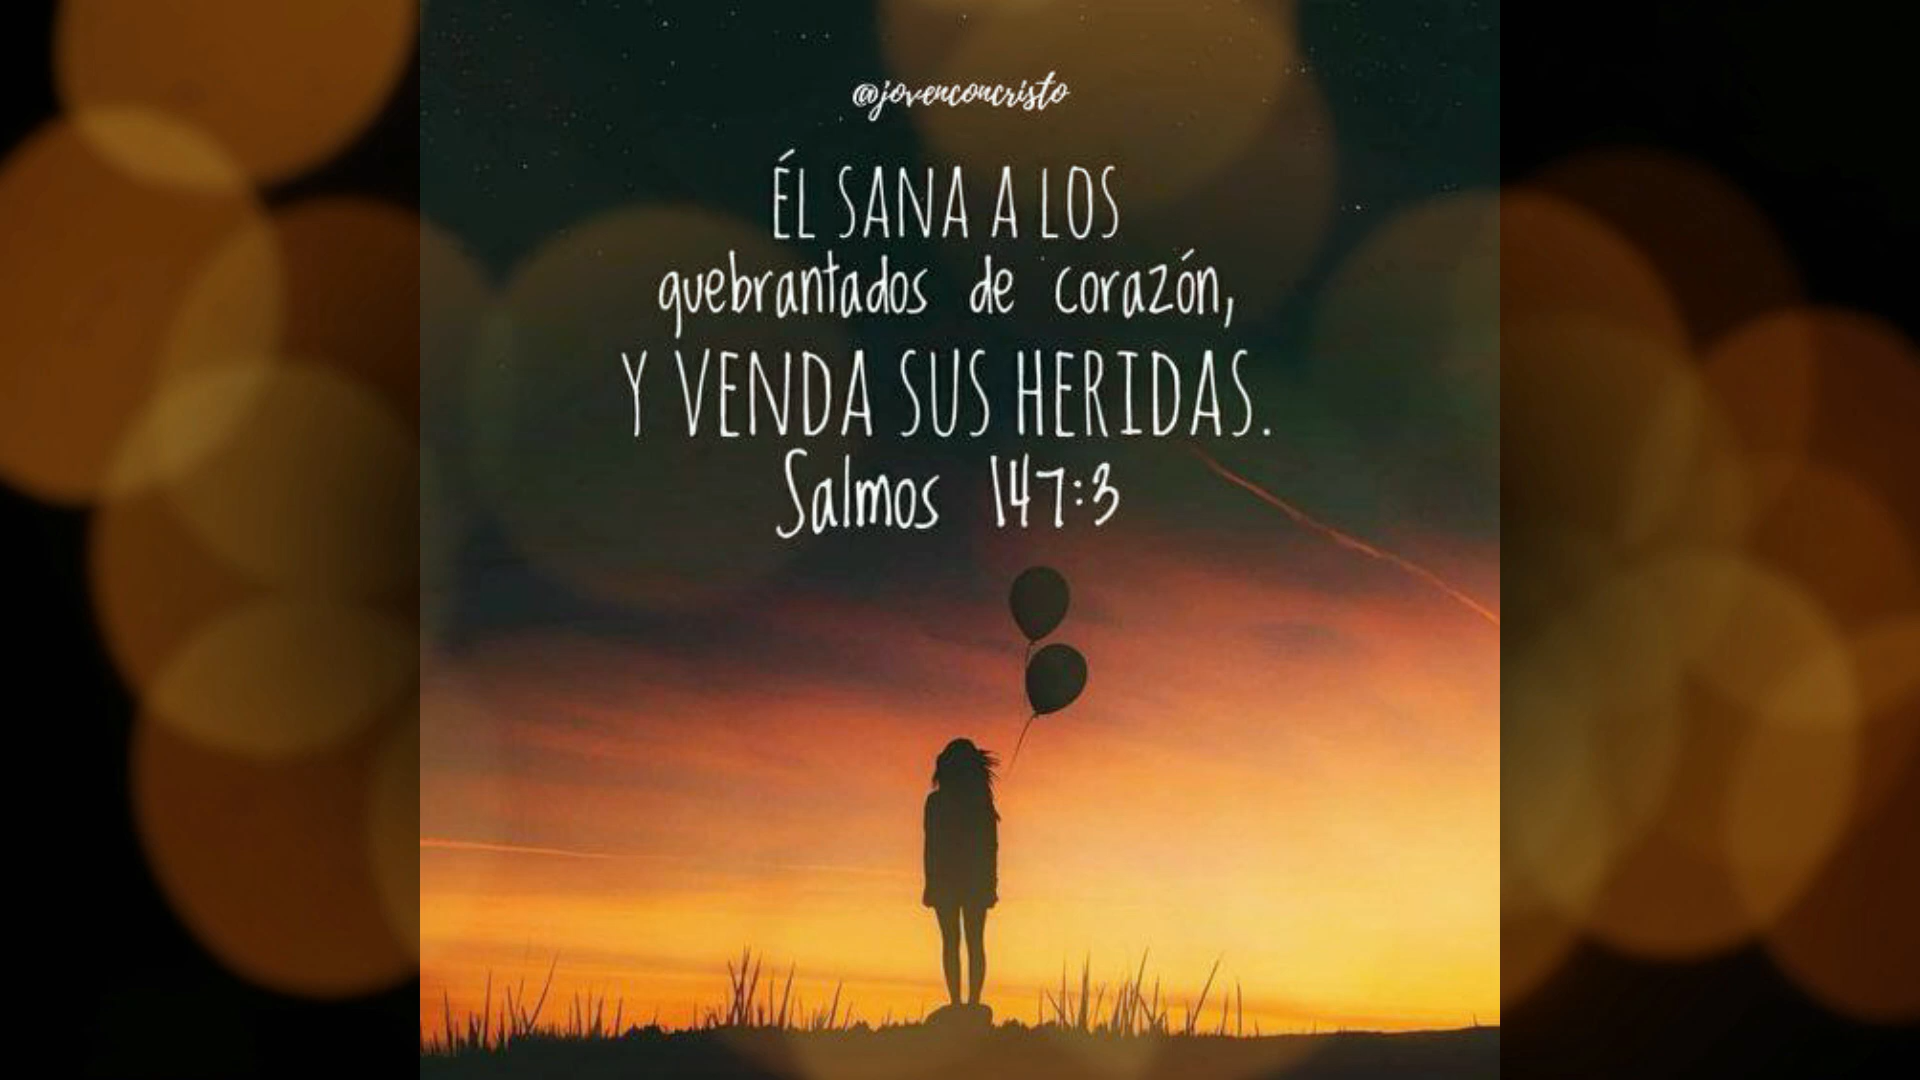 @jovenconcristo
ÉL SANA A LOS
quebrantados de corazón,
Y VENDA SUS HERIDAS.
Salmos 147:3